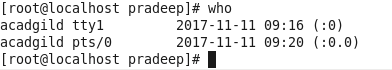 [root@localhost pradeep]# who
acadgild tty1         2017-11-11 09:16 (:0)
acadgild pts/0        2017-11-11 09:20 (:0.0)
[root@localhost pradeep]#